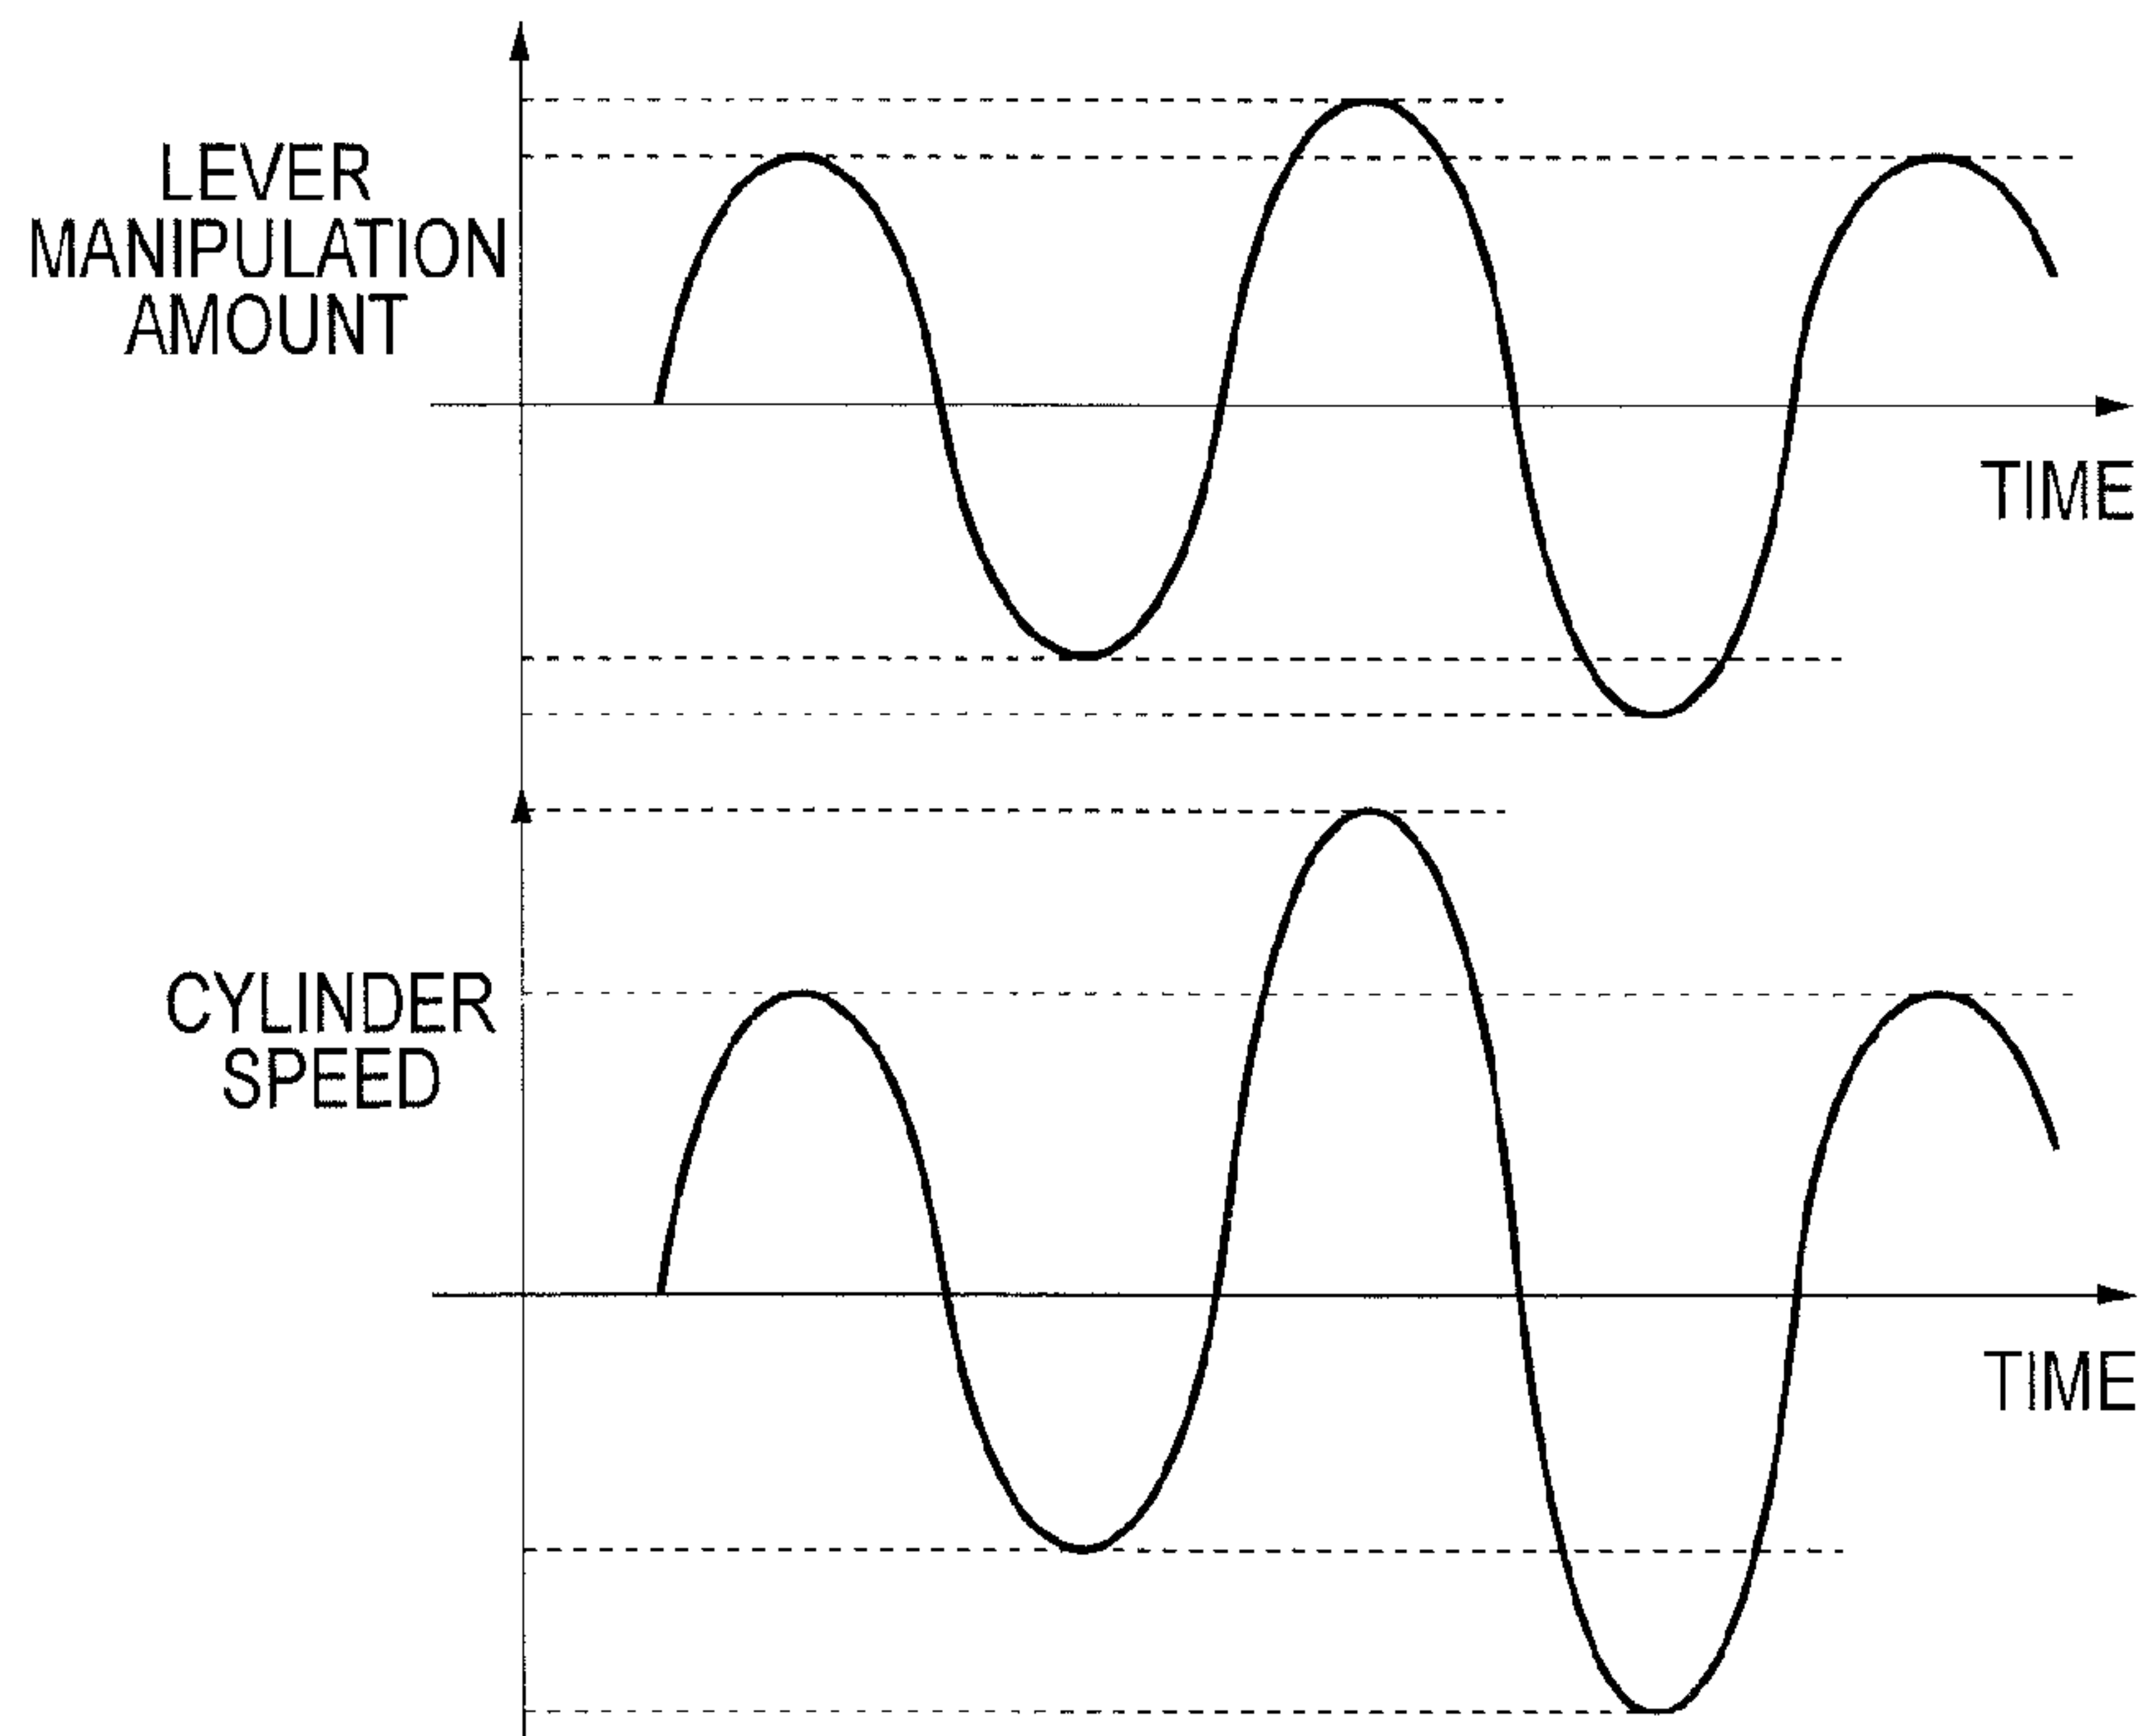 LEVER
MANIPULATION
AMOUNT
TIME
CYLINDER
SPEED
TIME